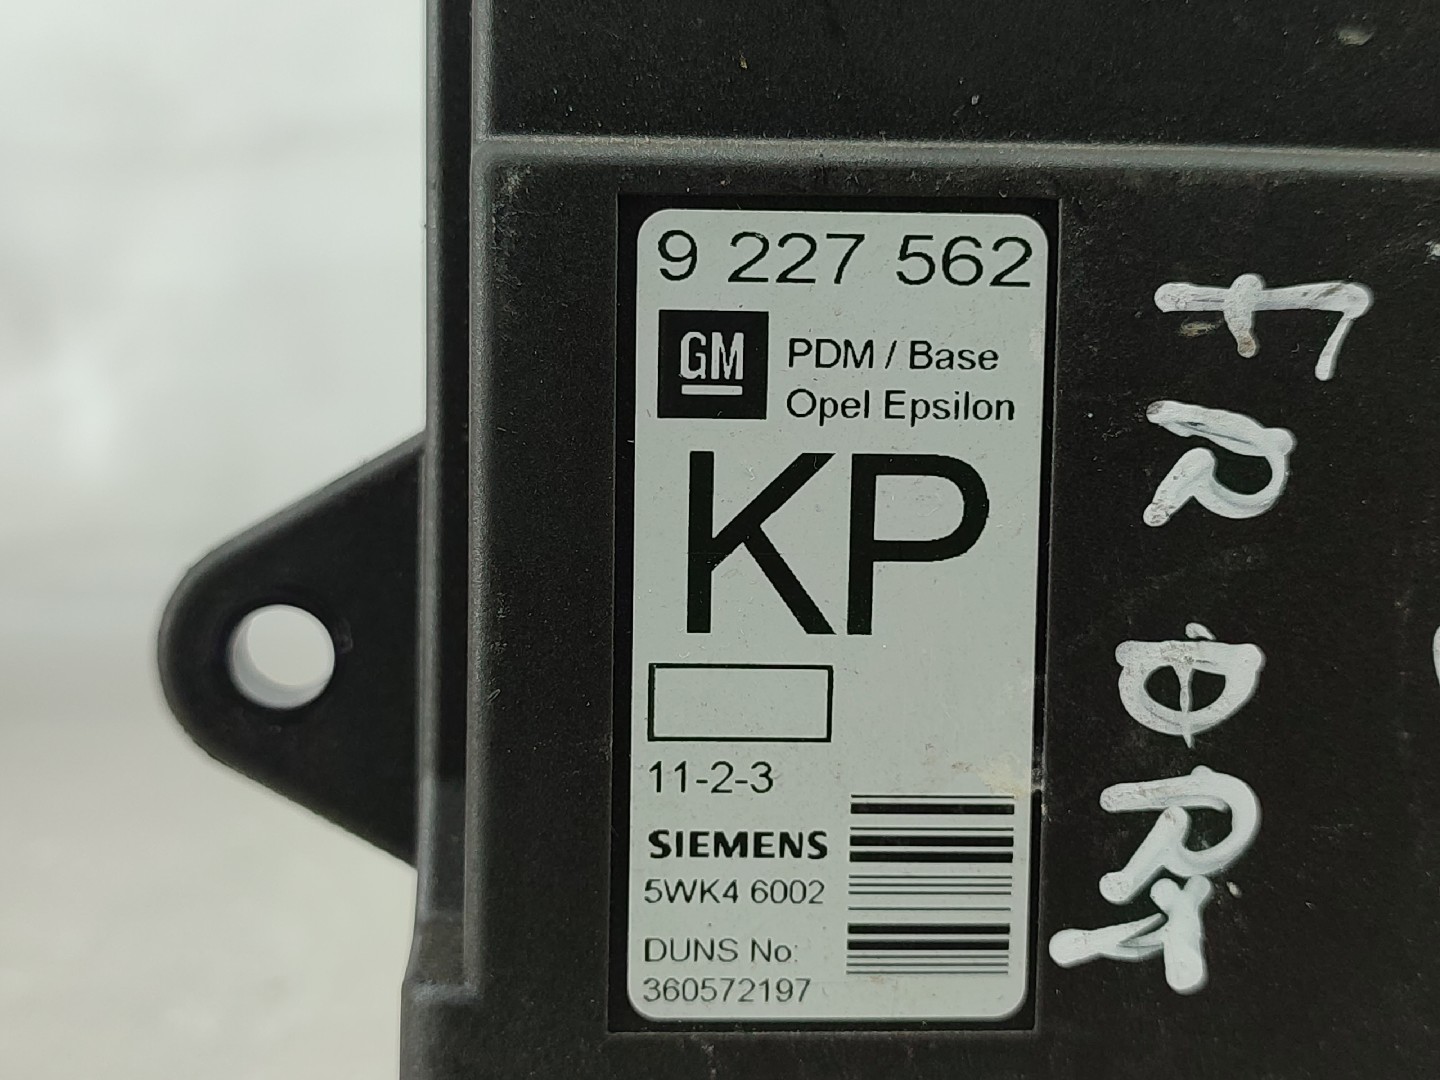 9 227 562
GM
PDM / Base
Opel Epsilon
KP
11-2-3
SIEMENS
5WK4 6002
DUNS No:
360572197